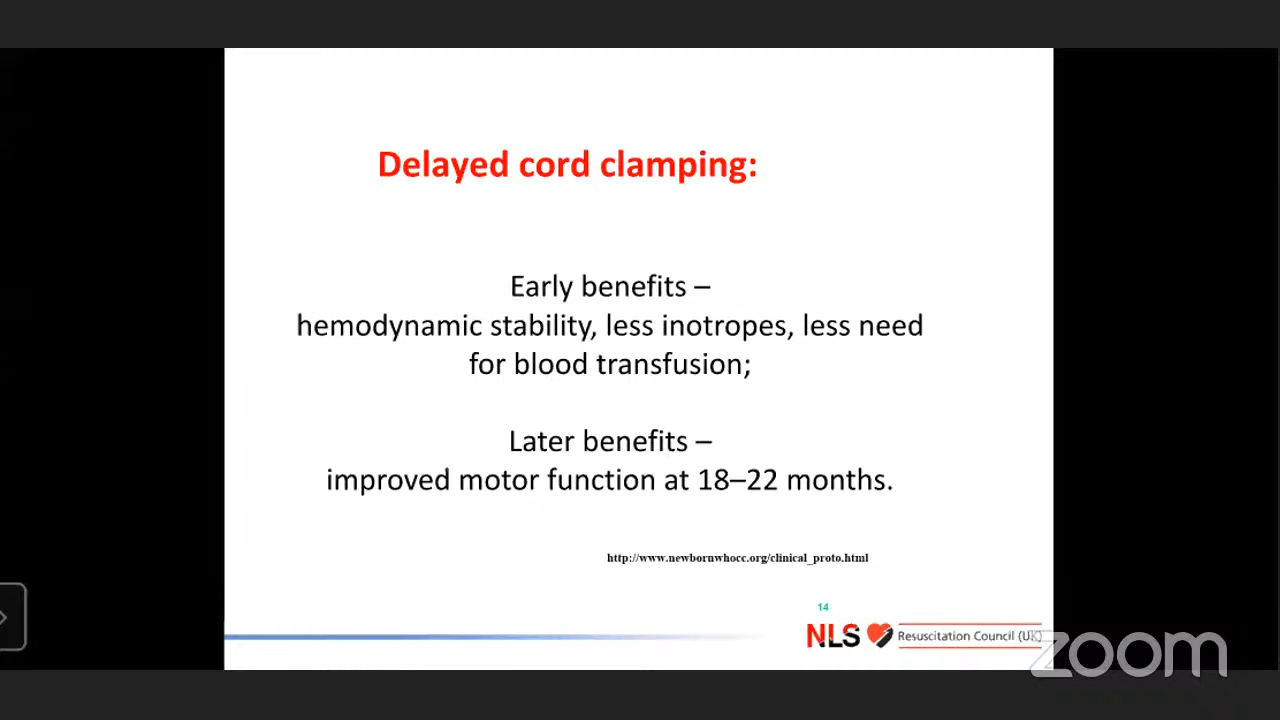 Delayed cord clamping:
Early benefits –
hemodynamic stability, less inotropes, less need
for blood transfusion;
Later benefits –
improved motor function at 18–22 months.
http://www.newbornwhocc.org/clinical_proto.html
14
NLS Resuscitation Council (UK)
zoom